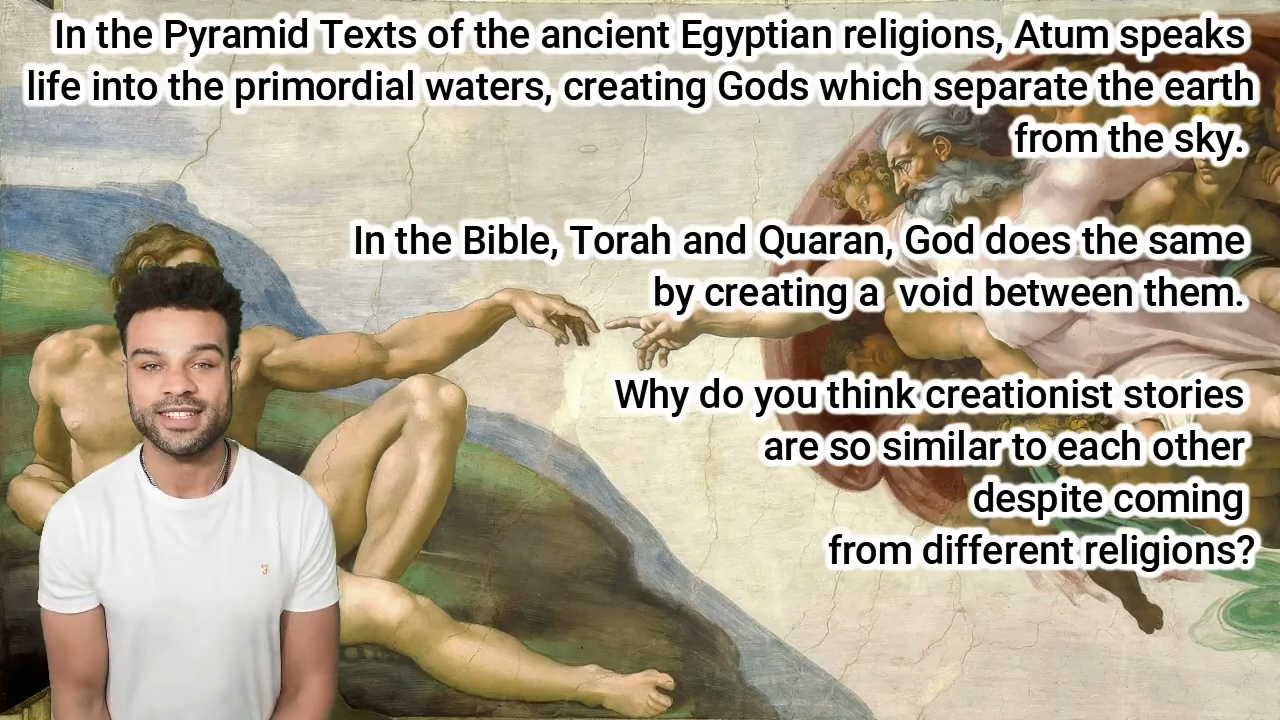 In the Pyramid Texts of the ancient Egyptian religions, Atum speaks
life into the primordial waters, creating Gods which separate the earth
from the sky.
In the Bible, Torah and Quaran, God does the same
by creating a  void between them.
Why do you think creationist stories
are so similar to each other
despite coming
from different religions?